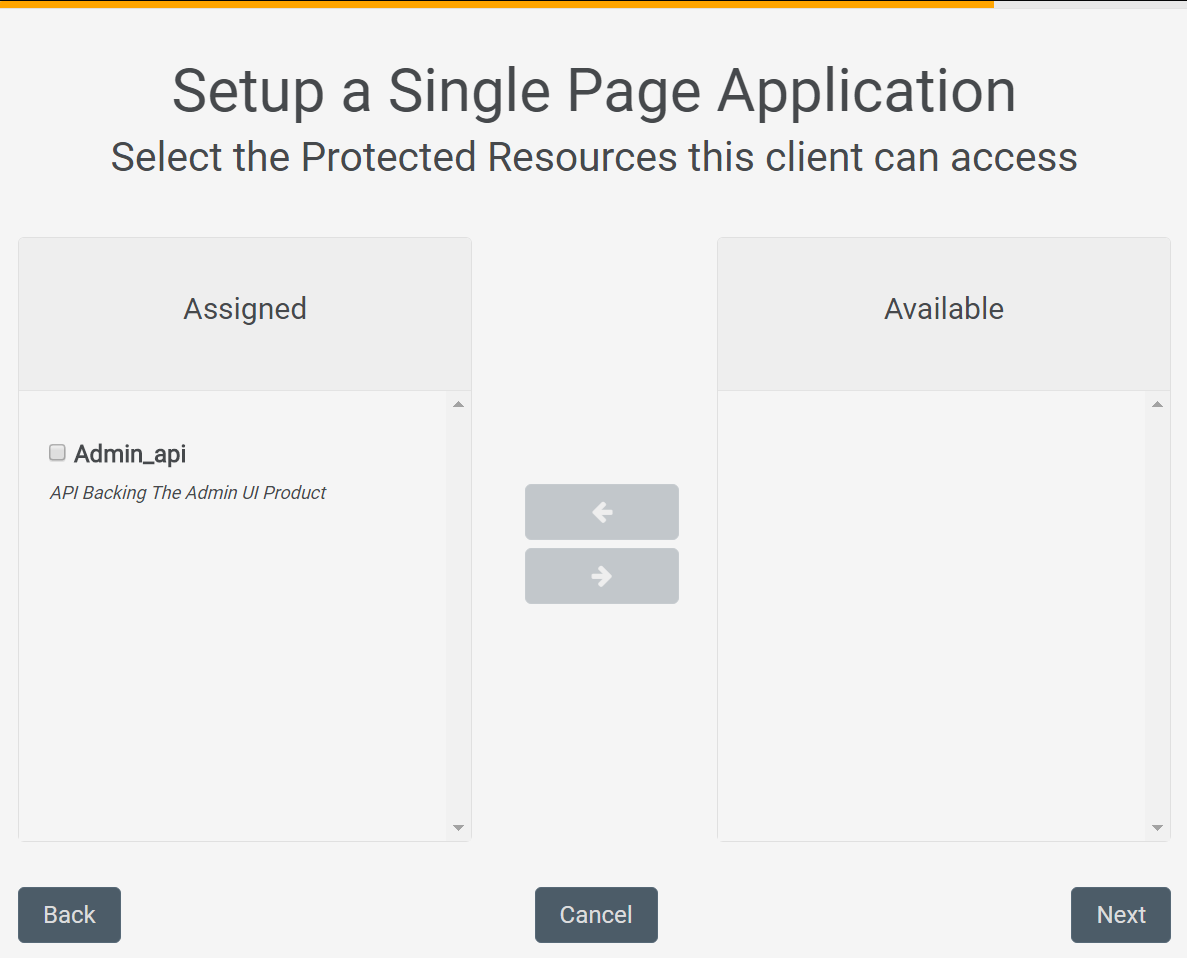 Setup a Single Page Application
Select the Protected Resources this client can access
Assigned
Available
Admin_api
API Backing The Admin UI Product
Back
Cancel
Next